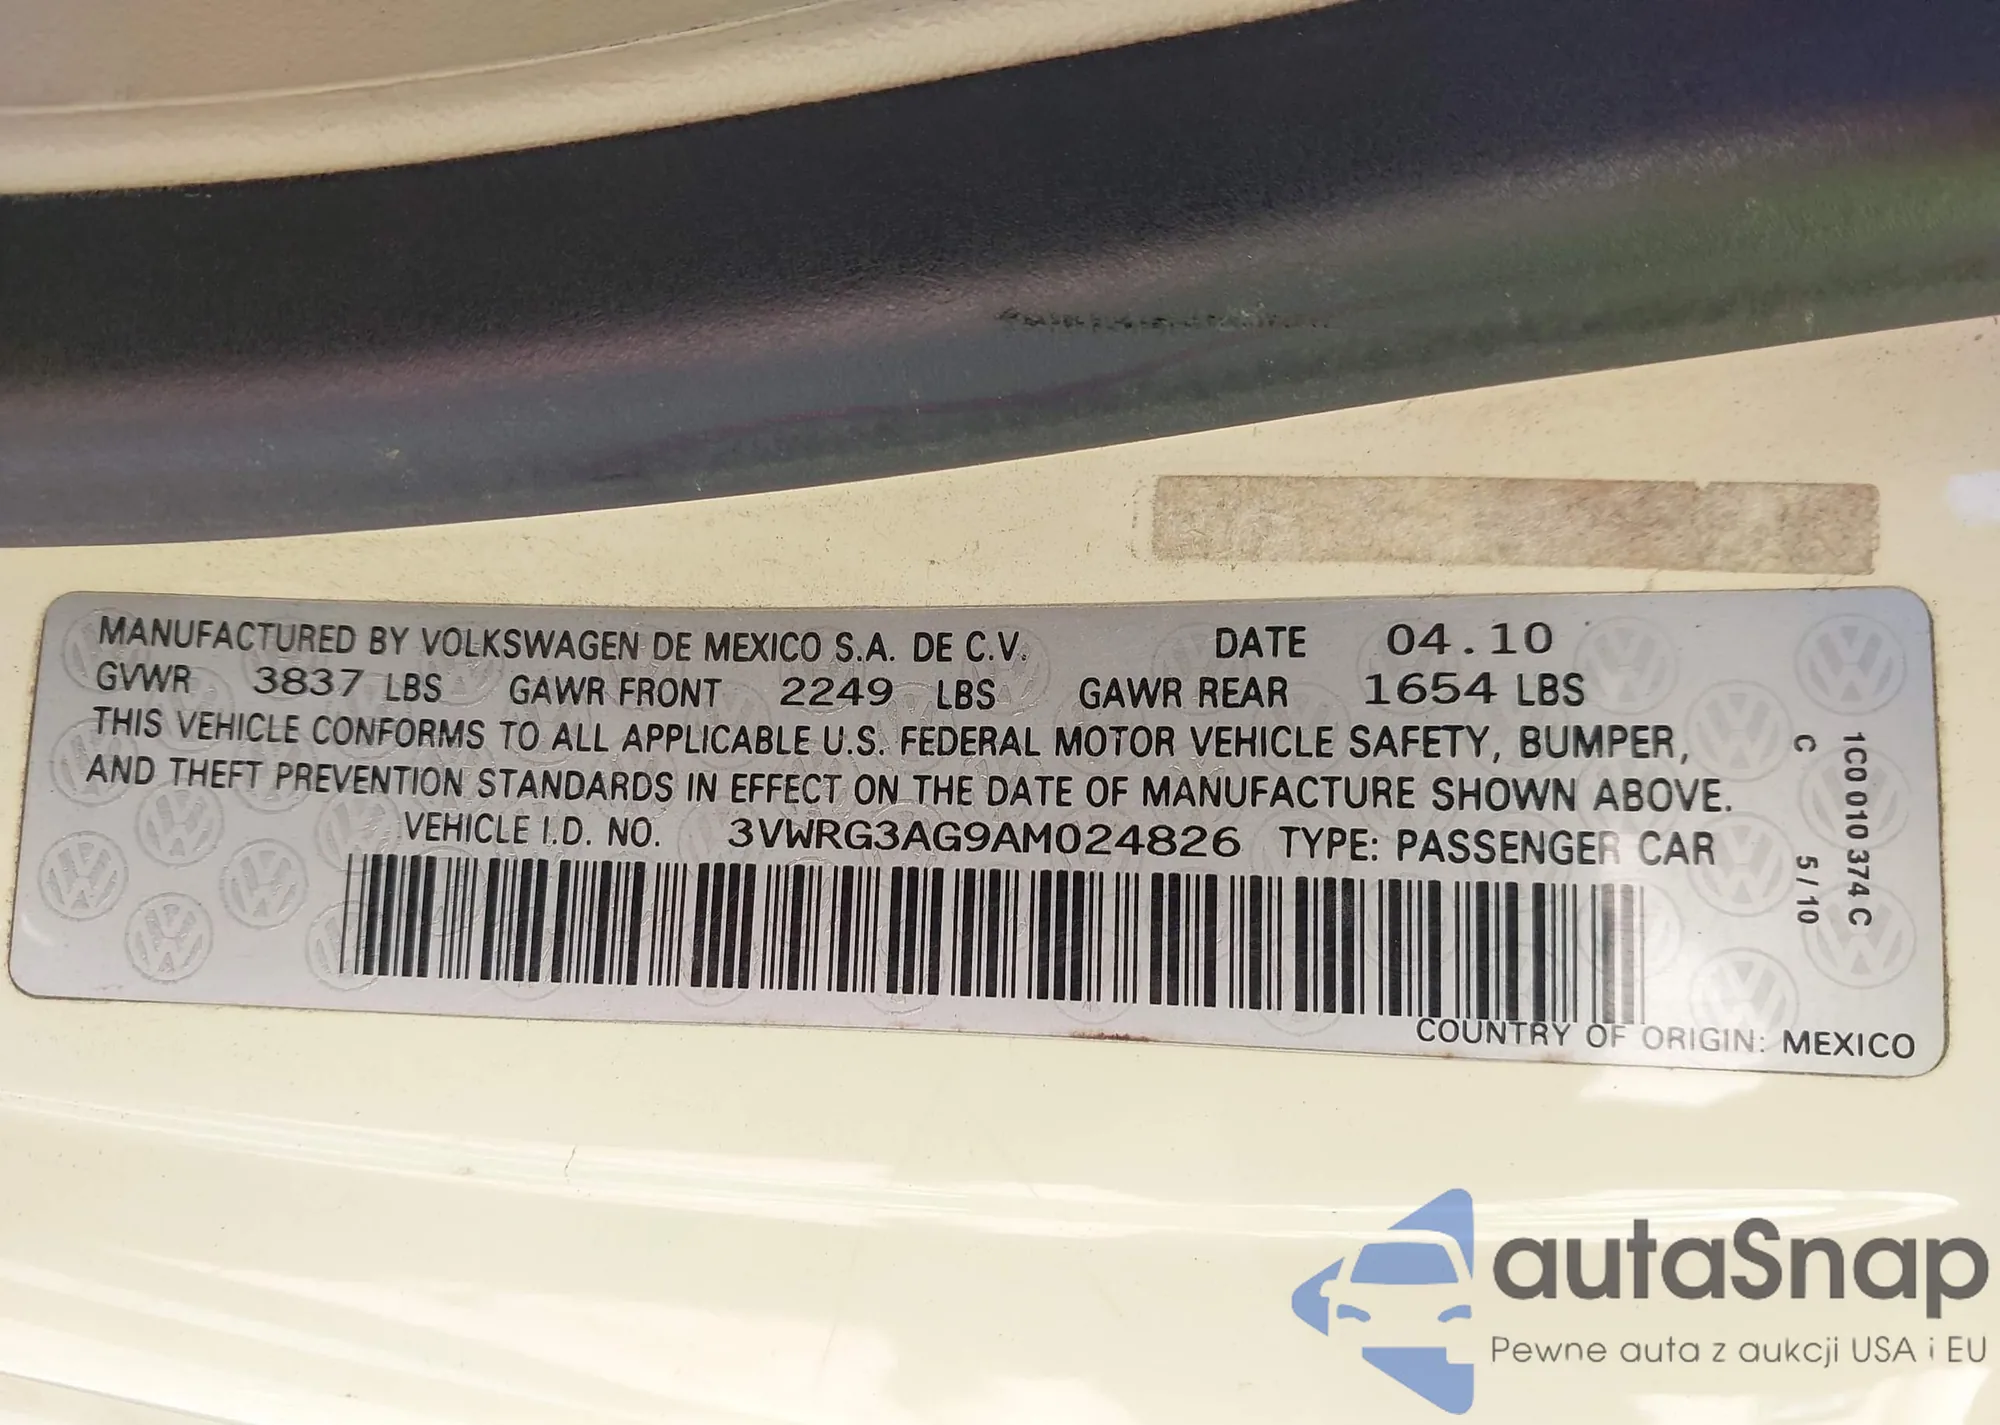 MANUFACTURED BY VOLKSWAGEN DE MEXICO S.A. DE C.V. DATE 04.10
GVWR 3837 LBS GAWR FRONT 2249 LBS GAWR REAR 1654 LBS
THIS VEHICLE CONFORMS TO ALL APPLICABLE U.S. FEDERAL MOTOR VEHICLE SAFETY, BUMPER,
AND THEFT PREVENTION STANDARDS IN EFFECT ON THE DATE OF MANUFACTURE SHOWN ABOVE.
VEHICLE I.D. NO. 3VWRG3AG9AM024826 TYPE: PASSENGER CAR
COUNTRY OF ORIGIN: MEXICO
1C0 010 374 C
C 5/10
autaSnap
Pewne auta z aukcji USA i EU